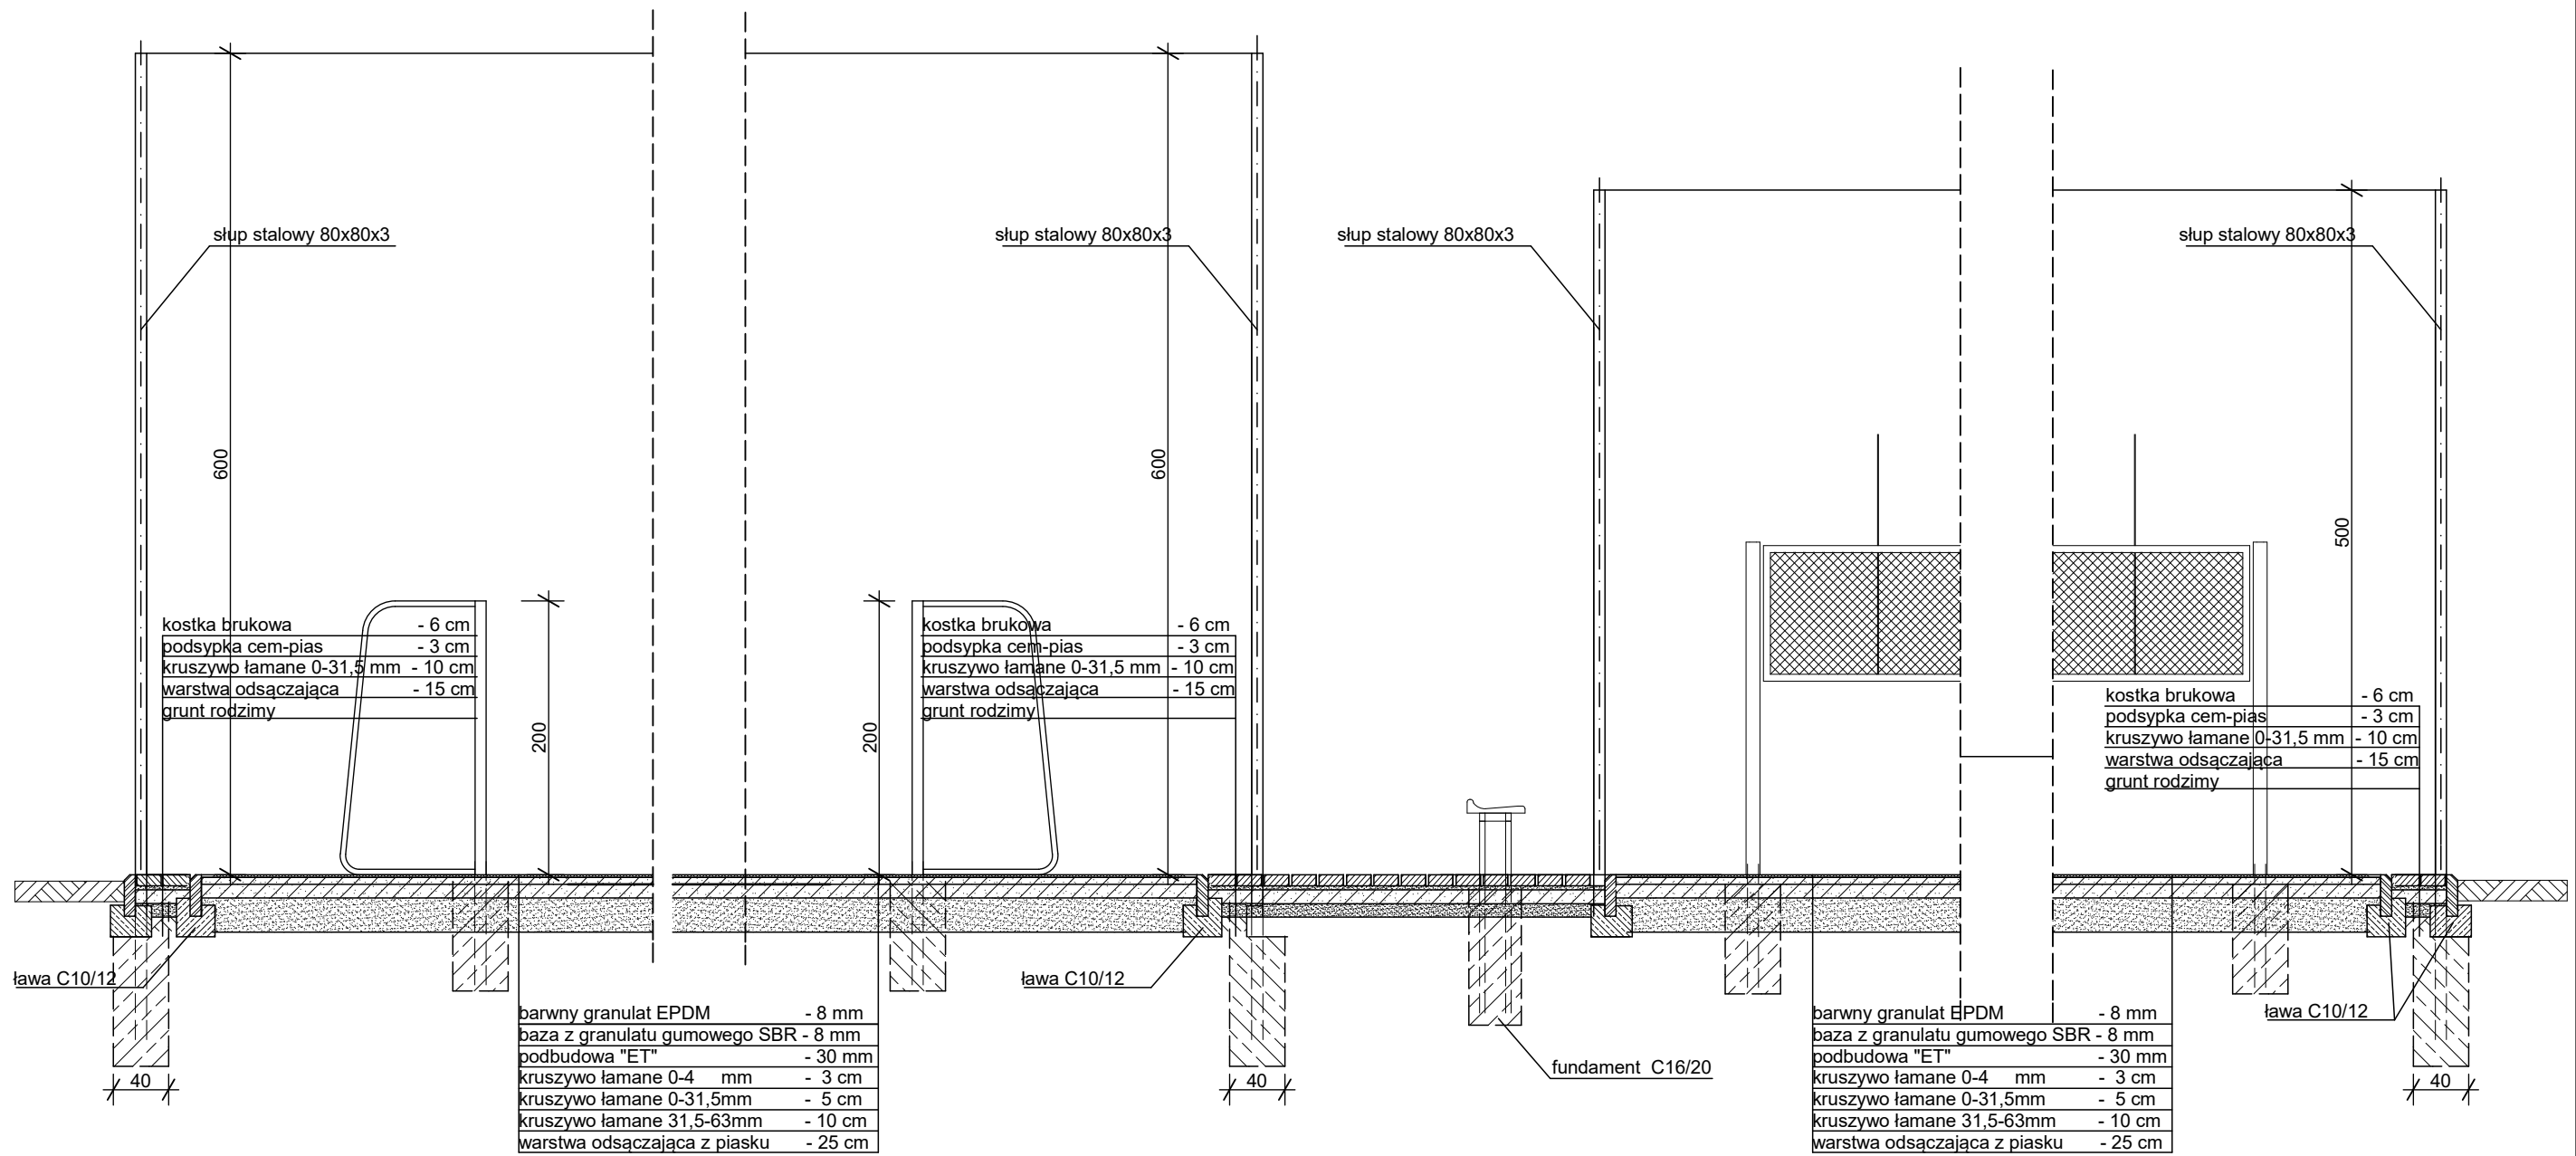 słup stalowy 80x80x3
słup stalowy 80x80x3
słup stalowy 80x80x3
słup stalowy 80x80x3
600
600
500
kostka brukowa - 6 cm
podsypka cem-pias - 3 cm
kruszywo łamane 0-31,5 mm - 10 cm
warstwa odsączająca - 15 cm
grunt rodzimy
200
200
kostka brukowa - 6 cm
podsypka cem-pias - 3 cm
kruszywo łamane 0-31,5 mm - 10 cm
warstwa odsączająca - 15 cm
grunt rodzimy
kostka brukowa - 6 cm
podsypka cem-pias - 3 cm
kruszywo łamane 0-31,5 mm - 10 cm
warstwa odsączająca - 15 cm
grunt rodzimy
ława C10/12
ława C10/12
ława C10/12
barwny granulat EPDM - 8 mm
baza z granulatu gumowego SBR - 8 mm
podbudowa "ET" - 30 mm
kruszywo łamane 0-4 mm - 3 cm
kruszywo łamane 0-31,5mm - 5 cm
kruszywo łamane 31,5-63mm - 10 cm
warstwa odsączająca z piasku - 25 cm
fundament C16/20
barwny granulat EPDM - 8 mm
baza z granulatu gumowego SBR - 8 mm
podbudowa "ET" - 30 mm
kruszywo łamane 0-4 mm - 3 cm
kruszywo łamane 0-31,5mm - 5 cm
kruszywo łamane 31,5-63mm - 10 cm
warstwa odsączająca z piasku - 25 cm
40
40
40